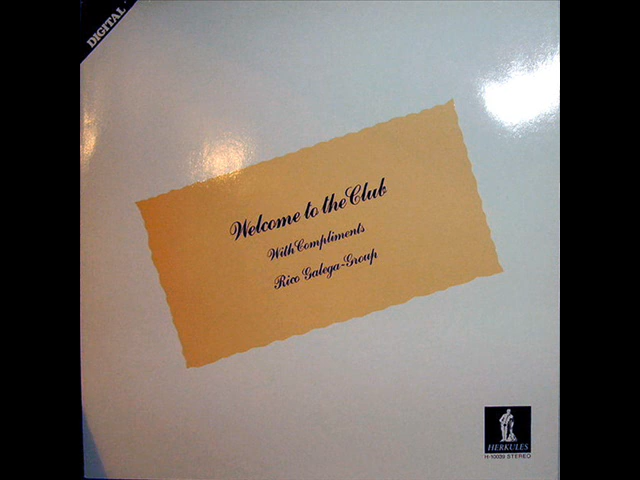 DIGITAL
Welcome to the Club
With Compliments
Rico Galega-Group
HERKULES
H-10039 STEREO